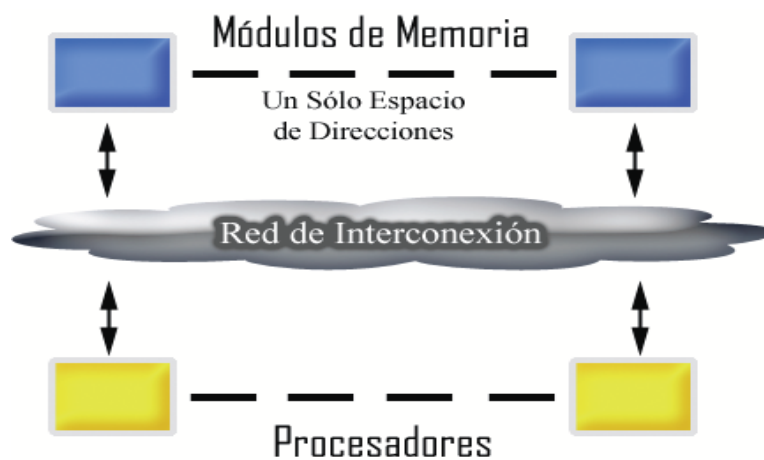 Módulos de Memoria
Un Sólo Espacio
de Direcciones
Red de Interconexión
Procesadores